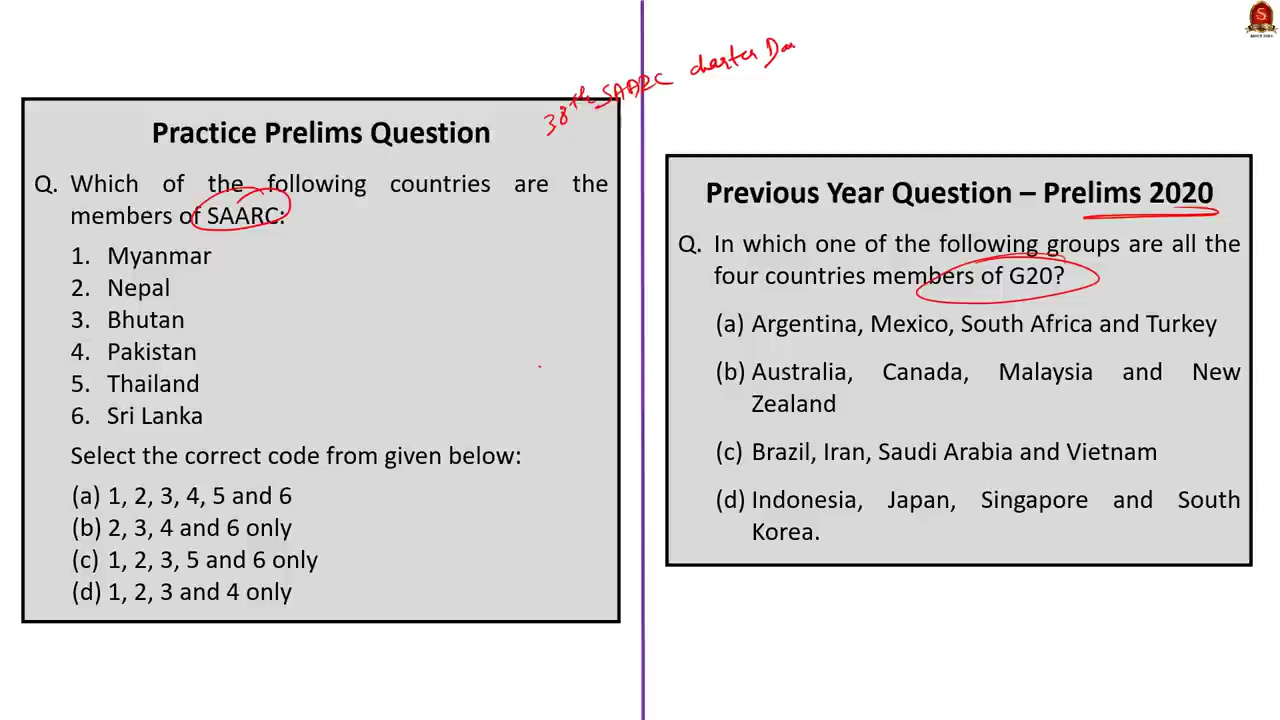 38th SAARC charter Day
Practice Prelims Question
Q. Which of the following countries are the
members of SAARC:
1. Myanmar
2. Nepal
3. Bhutan
4. Pakistan
5. Thailand
6. Sri Lanka
Select the correct code from given below:
(a) 1, 2, 3, 4, 5 and 6
(b) 2, 3, 4 and 6 only
(c) 1, 2, 3, 5 and 6 only
(d) 1, 2, 3 and 4 only
Previous Year Question – Prelims 2020
Q. In which one of the following groups are all the
four countries members of G20?
(a) Argentina, Mexico, South Africa and Turkey
(b) Australia, Canada, Malaysia and New
Zealand
(c) Brazil, Iran, Saudi Arabia and Vietnam
(d) Indonesia, Japan, Singapore and South
Korea.